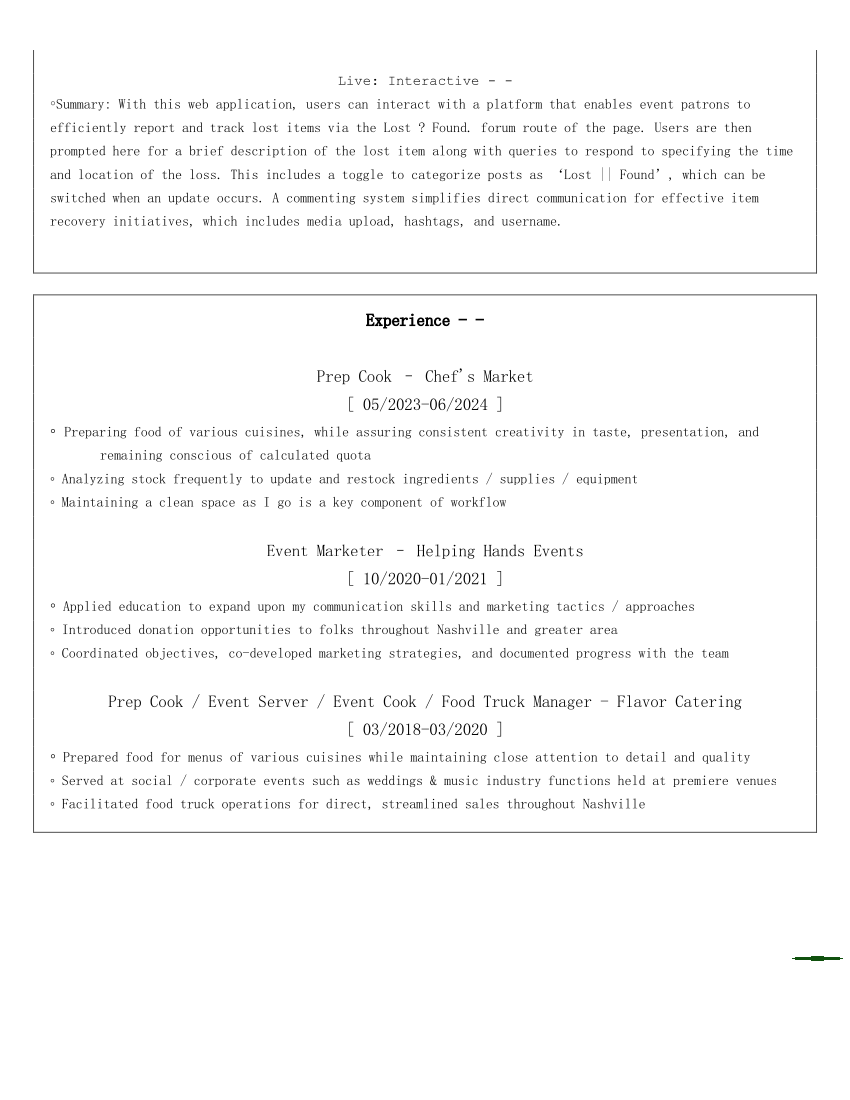 Live: Interactive - -
◦Summary: With this web application, users can interact with a platform that enables event patrons to
efficiently report and track lost items via the Lost ? Found. forum route of the page. Users are then
prompted here for a brief description of the lost item along with queries to respond to specifying the time
and location of the loss. This includes a toggle to categorize posts as ‘Lost || Found’, which can be
switched when an update occurs. A commenting system simplifies direct communication for effective item
recovery initiatives, which includes media upload, hashtags, and username.
Experience – –
Prep Cook – Chef's Market
[ 05/2023-06/2024 ]
◦ Preparing food of various cuisines, while assuring consistent creativity in taste, presentation, and
remaining conscious of calculated quota
◦ Analyzing stock frequently to update and restock ingredients / supplies / equipment
◦ Maintaining a clean space as I go is a key component of workflow
Event Marketer – Helping Hands Events
[ 10/2020-01/2021 ]
◦ Applied education to expand upon my communication skills and marketing tactics / approaches
◦ Introduced donation opportunities to folks throughout Nashville and greater area
◦ Coordinated objectives, co-developed marketing strategies, and documented progress with the team
Prep Cook / Event Server / Event Cook / Food Truck Manager - Flavor Catering
[ 03/2018-03/2020 ]
◦ Prepared food for menus of various cuisines while maintaining close attention to detail and quality
◦ Served at social / corporate events such as weddings & music industry functions held at premiere venues
◦ Facilitated food truck operations for direct, streamlined sales throughout Nashville